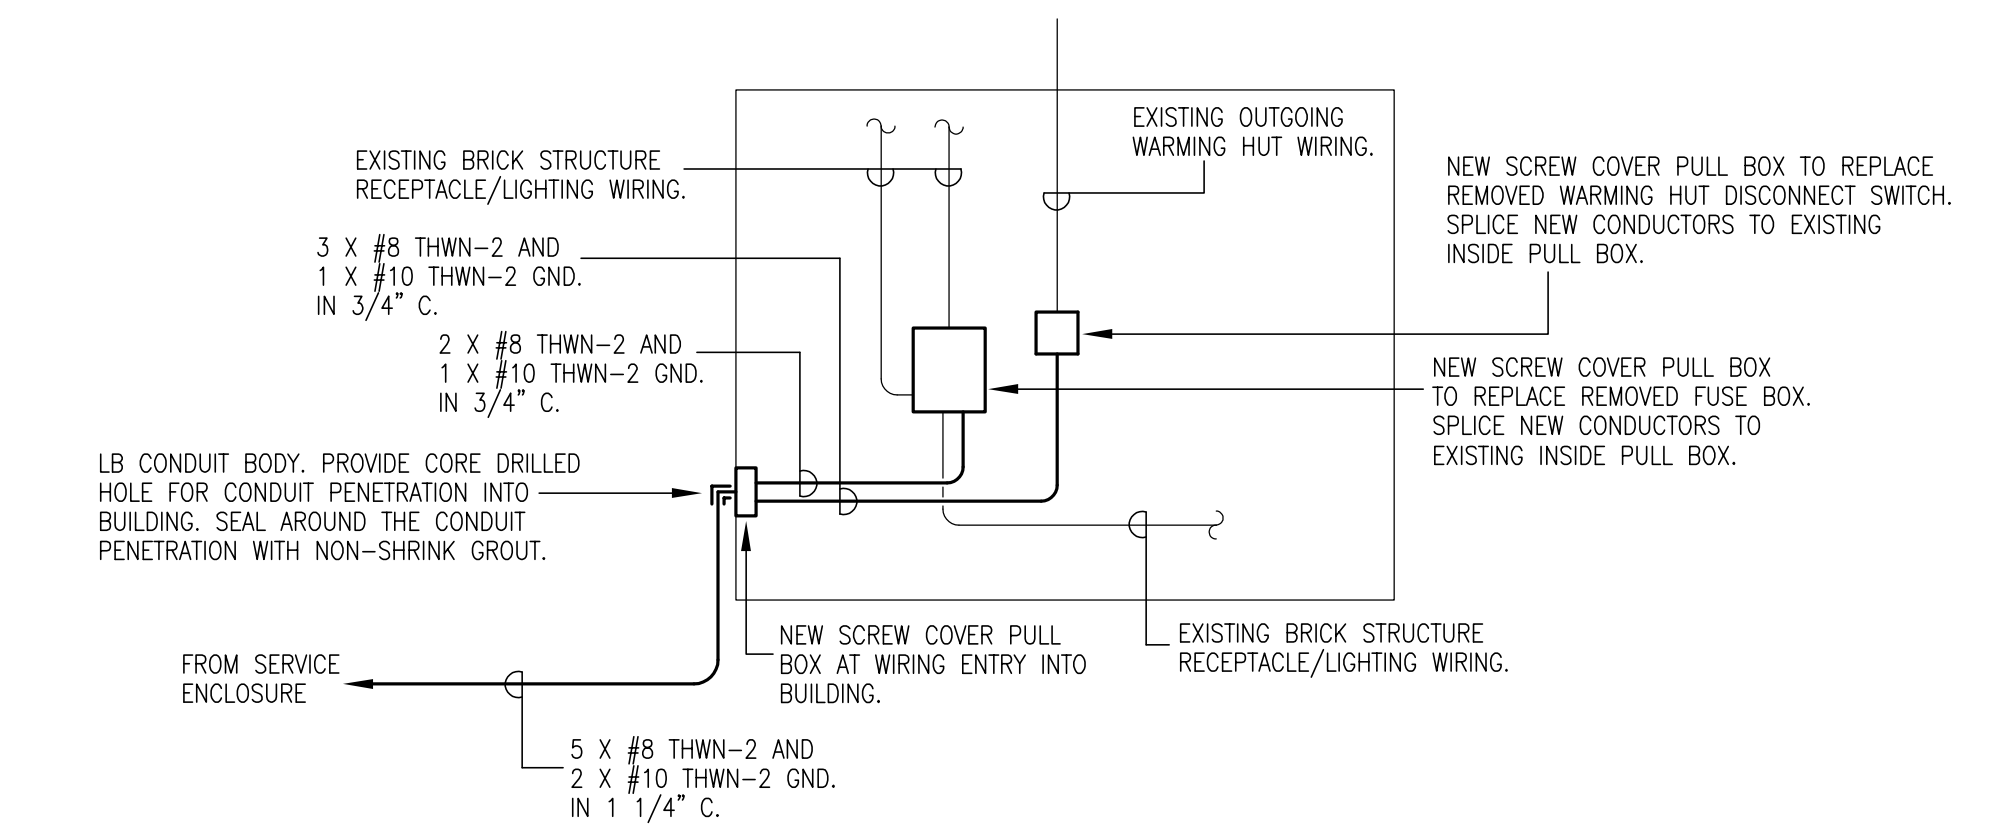 EXISTING OUTGOING
WARMING HUT WIRING.
EXISTING BRICK STRUCTURE
RECEPTACLE/LIGHTING WIRING.
NEW SCREW COVER PULL BOX TO REPLACE
REMOVED WARMING HUT DISCONNECT SWITCH.
SPLICE NEW CONDUCTORS TO EXISTING
INSIDE PULL BOX.
3 X #8 THWN-2 AND
1 X #10 THWN-2 GND.
IN 3/4" C.
2 X #8 THWN-2 AND
1 X #10 THWN-2 GND.
IN 3/4" C.
NEW SCREW COVER PULL BOX
TO REPLACE REMOVED FUSE BOX.
SPLICE NEW CONDUCTORS TO
EXISTING INSIDE PULL BOX.
LB CONDUIT BODY. PROVIDE CORE DRILLED
HOLE FOR CONDUIT PENETRATION INTO
BUILDING. SEAL AROUND THE CONDUIT
PENETRATION WITH NON-SHRINK GROUT.
NEW SCREW COVER PULL
BOX AT WIRING ENTRY INTO
BUILDING.
EXISTING BRICK STRUCTURE
RECEPTACLE/LIGHTING WIRING.
FROM SERVICE
ENCLOSURE
5 X #8 THWN-2 AND
2 X #10 THWN-2 GND.
IN 1 1/4" C.